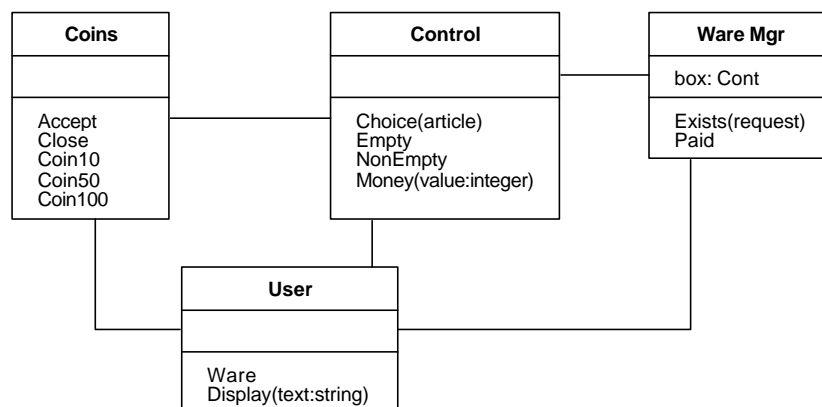 Coins
Accept
Close
Coin10
Coin50
Coin100
Control
Choice(article)
Empty
NonEmpty
Money(value:integer)
Ware Mgr
box: Cont
Exists(request)
Paid
User
Ware
Display(text:string)